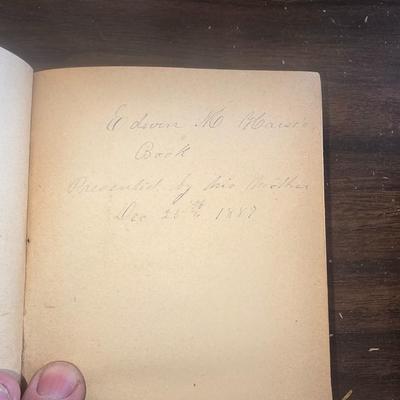 Edwin M
Book
Presented by his Mother
Dec 25th 1887